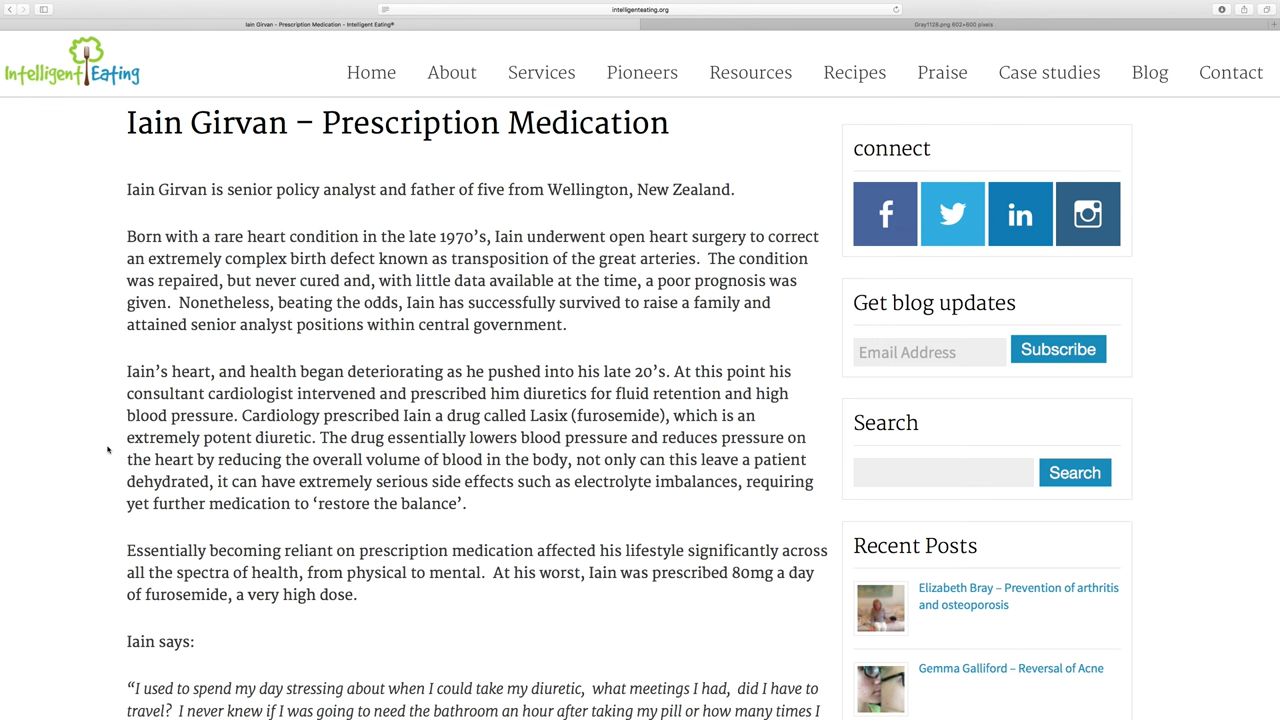 intelligenteating.org
Iain Girvan - Prescription Medication - Intelligent Eating®
Gray1128.png 602×600 pixels
Intelligent Eating
Home About Services Pioneers Resources Recipes Praise Case studies Blog Contact
Iain Girvan – Prescription Medication
Iain Girvan is senior policy analyst and father of five from Wellington, New Zealand.
Born with a rare heart condition in the late 1970’s, Iain underwent open heart surgery to correct
an extremely complex birth defect known as transposition of the great arteries.  The condition
was repaired, but never cured and, with little data available at the time, a poor prognosis was
given.  Nonetheless, beating the odds, Iain has successfully survived to raise a family and
attained senior analyst positions within central government.
Iain’s heart, and health began deteriorating as he pushed into his late 20’s. At this point his
consultant cardiologist intervened and prescribed him diuretics for fluid retention and high
blood pressure. Cardiology prescribed Iain a drug called Lasix (furosemide), which is an
extremely potent diuretic. The drug essentially lowers blood pressure and reduces pressure on
the heart by reducing the overall volume of blood in the body, not only can this leave a patient
dehydrated, it can have extremely serious side effects such as electrolyte imbalances, requiring
yet further medication to ‘restore the balance’.
Essentially becoming reliant on prescription medication affected his lifestyle significantly across
all the spectra of health, from physical to mental.  At his worst, Iain was prescribed 80mg a day
of furosemide, a very high dose.
Iain says:
“I used to spend my day stressing about when I could take my diuretic,  what meetings I had,  did I have to
travel?  I never knew if I was going to need the bathroom an hour after taking my pill or how many times I
connect
Get blog updates
Email Address Subscribe
Search
Search
Recent Posts
Elizabeth Bray – Prevention of arthritis
and osteoporosis
Gemma Galliford – Reversal of Acne